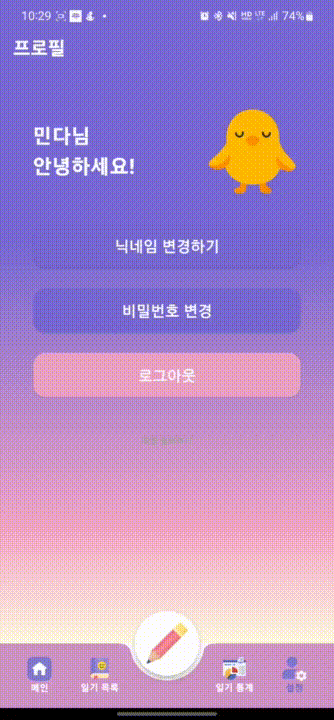 10:29 74%
프로필
민다님
안녕하세요!
닉네임 변경하기
비밀번호 변경
로그아웃
메인 일기 목록 일기 통계 설정